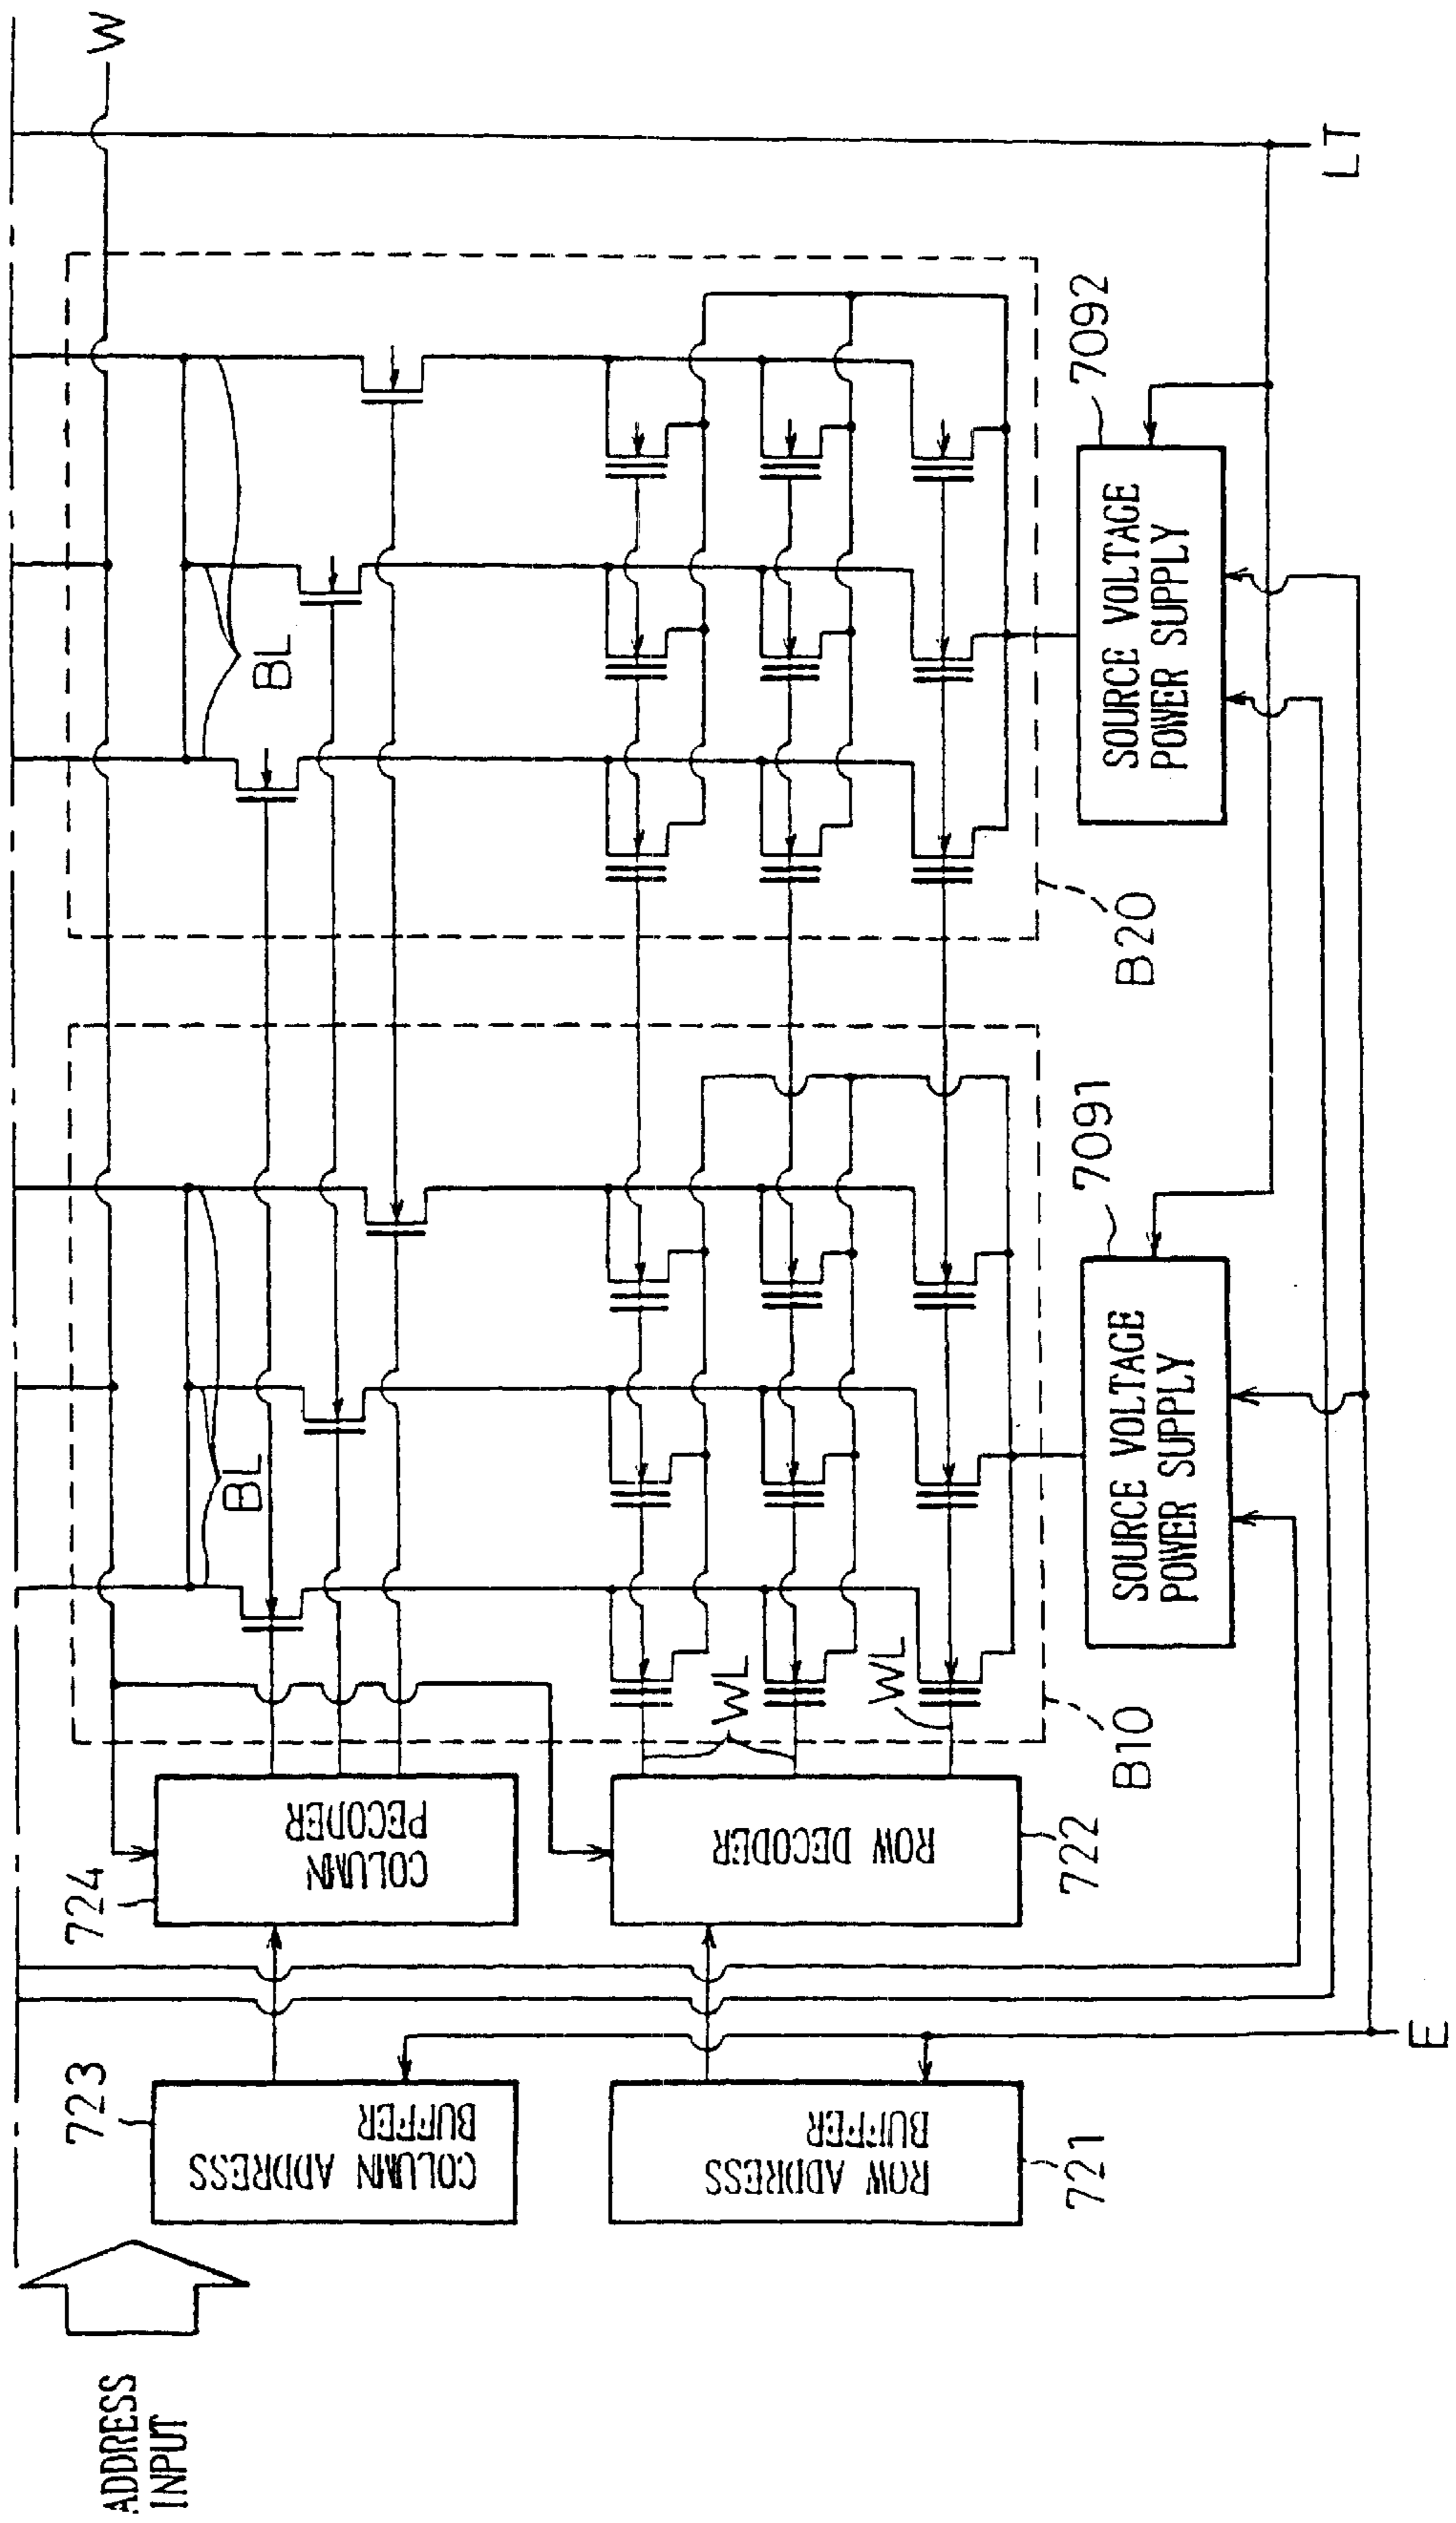 ADDRESS
INPUT
723
COLUMN ADDRESS
BUFFER
ROW ADDRESS
BUFFER
721
E
724
COLUMN
PECODER
ROW DECODER
722
BL
WL
WL
B10
SOURCE VOLTAGE
POWER SUPPLY
7091
BL
B20
SOURCE VOLTAGE
POWER SUPPLY
7092
W
LT